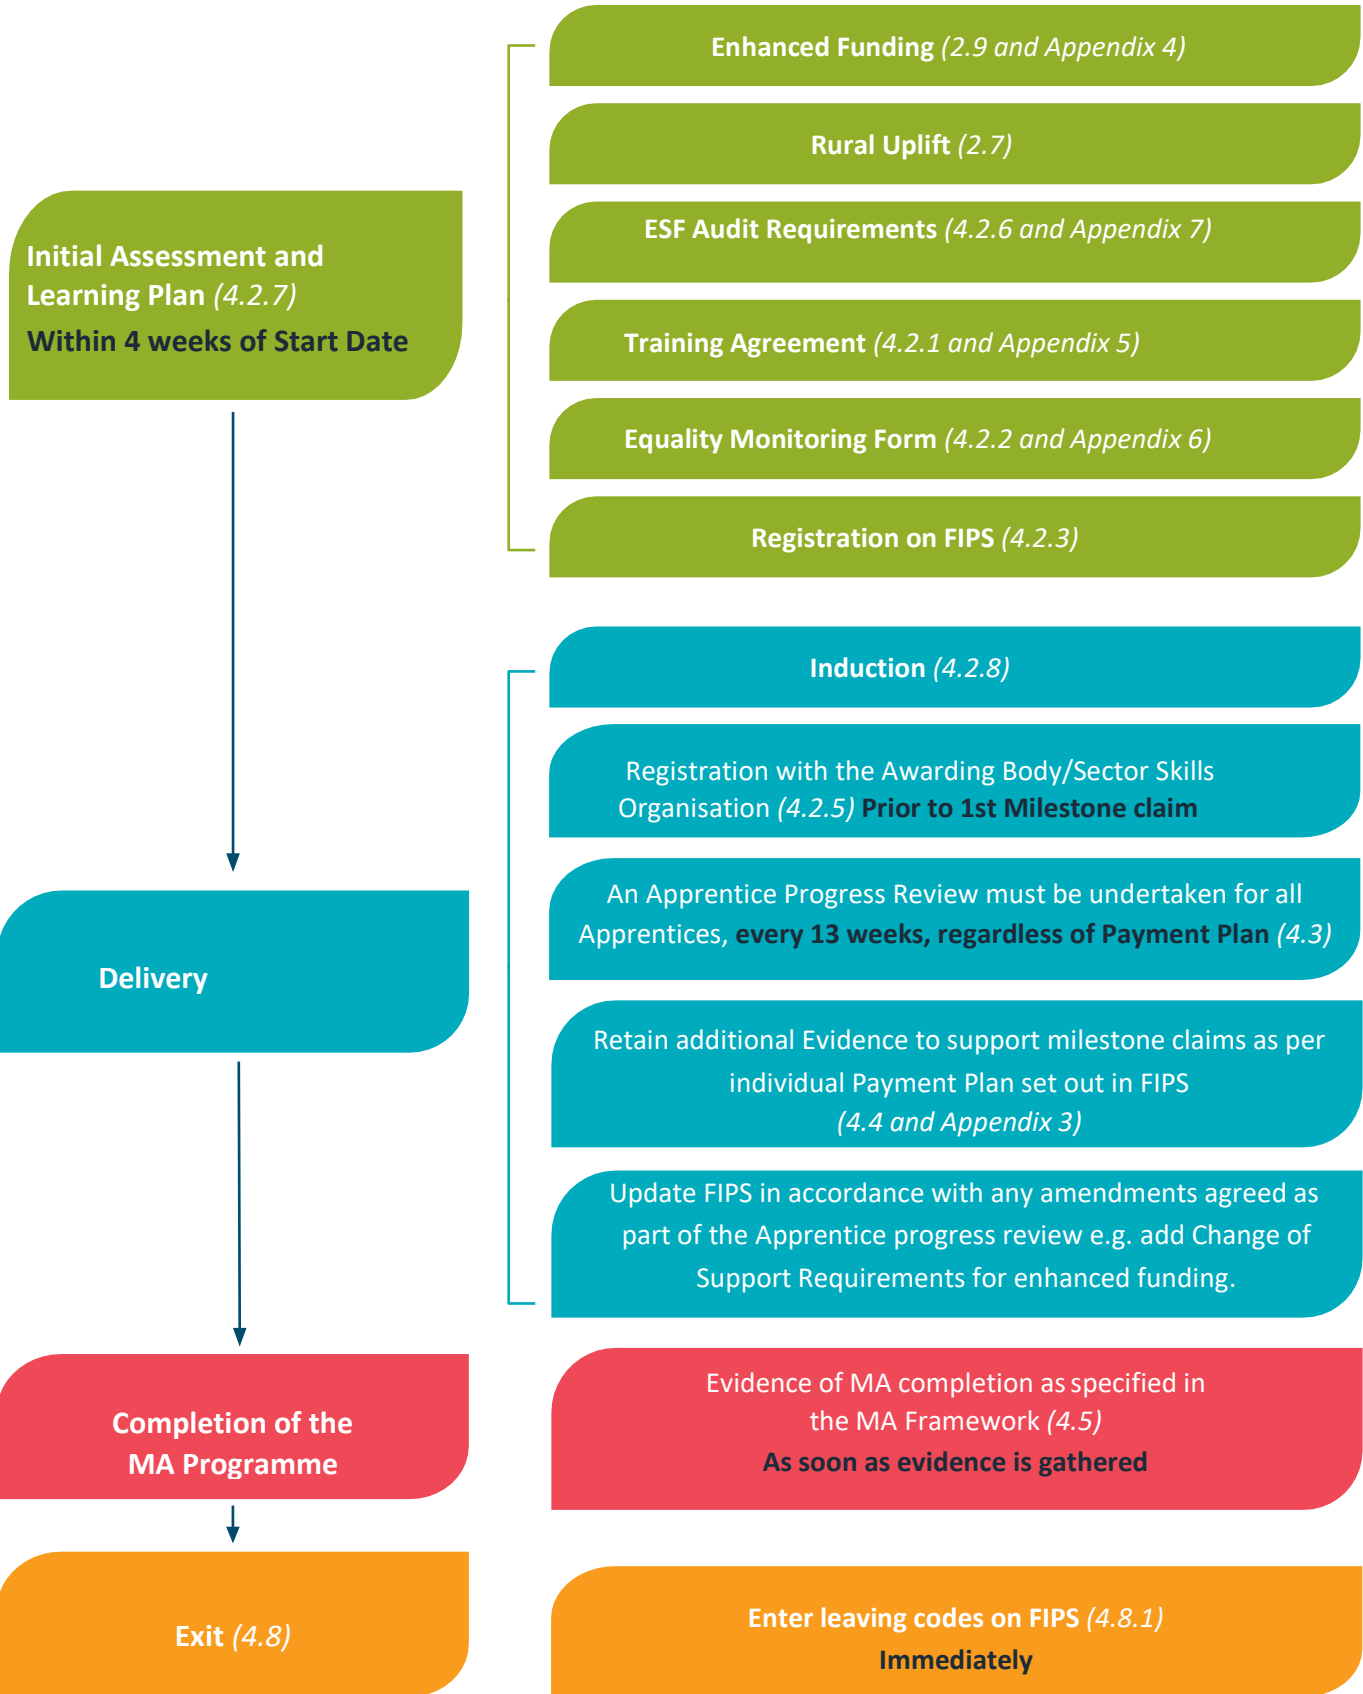 Enhanced Funding (2.9 and Appendix 4)
Rural Uplift (2.7)
ESF Audit Requirements (4.2.6 and Appendix 7)
Initial Assessment and
Learning Plan (4.2.7)
Within 4 weeks of Start Date
Training Agreement (4.2.1 and Appendix 5)
Equality Monitoring Form (4.2.2 and Appendix 6)
Registration on FIPS (4.2.3)
Induction (4.2.8)
Registration with the Awarding Body/Sector Skills
Organisation (4.2.5) Prior to 1st Milestone claim
An Apprentice Progress Review must be undertaken for all
Apprentices, every 13 weeks, regardless of Payment Plan (4.3)
Delivery
Retain additional Evidence to support milestone claims as per
individual Payment Plan set out in FIPS
(4.4 and Appendix 3)
Update FIPS in accordance with any amendments agreed as
part of the Apprentice progress review e.g. add Change of
Support Requirements for enhanced funding.
Completion of the
MA Programme
Evidence of MA completion as specified in
the MA Framework (4.5)
As soon as evidence is gathered
Exit (4.8)
Enter leaving codes on FIPS (4.8.1)
Immediately